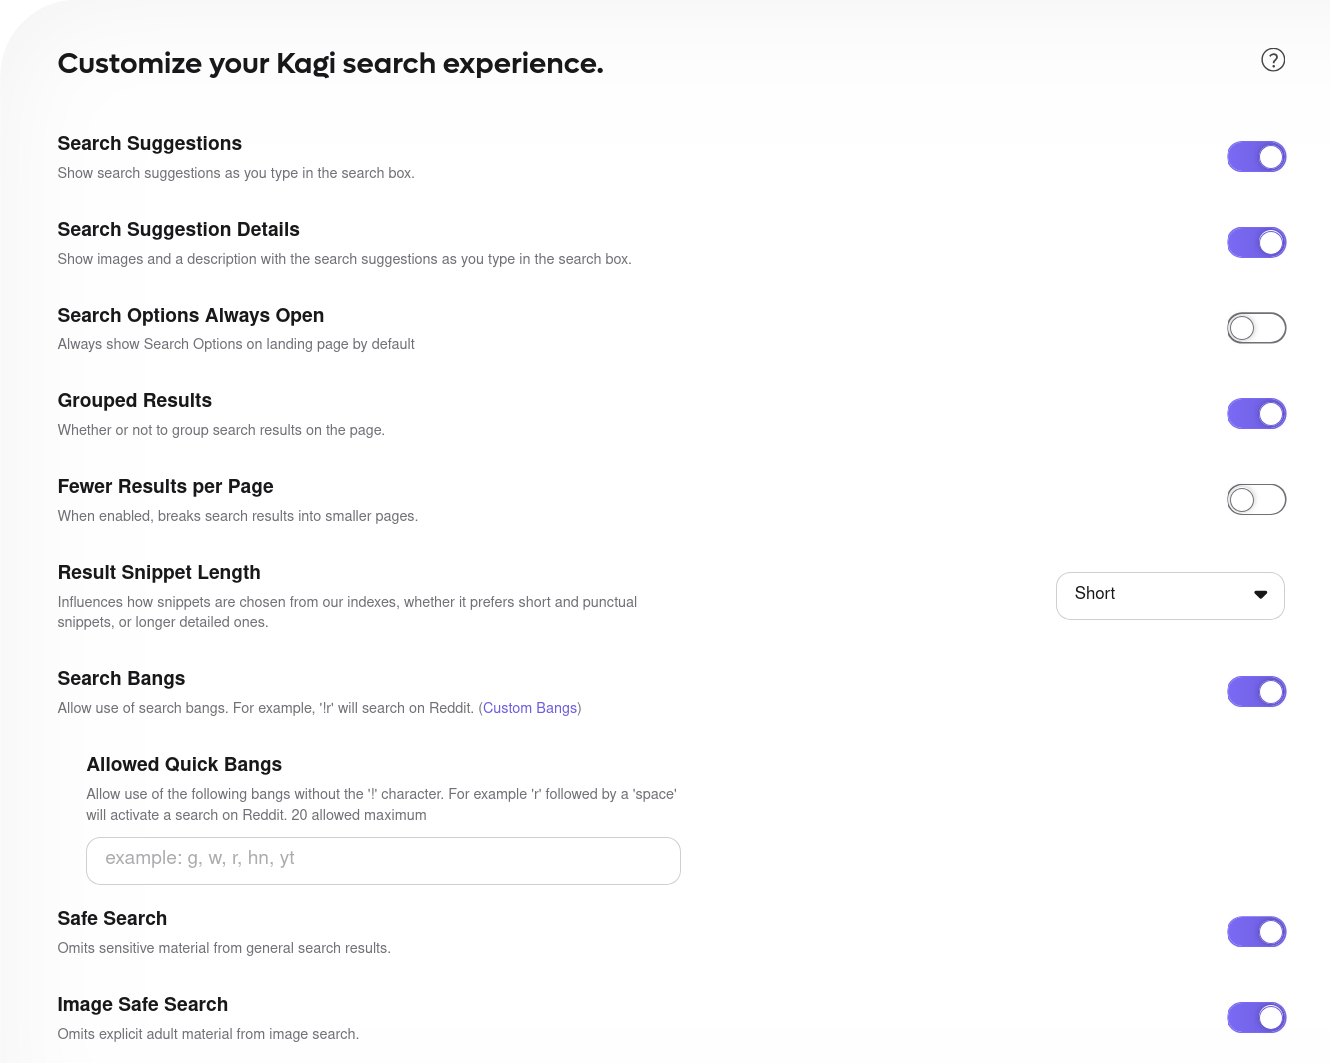 Customize your Kagi search experience.
Search Suggestions
Show search suggestions as you type in the search box.
Search Suggestion Details
Show images and a description with the search suggestions as you type in the search box.
Search Options Always Open
Always show Search Options on landing page by default
Grouped Results
Whether or not to group search results on the page.
Fewer Results per Page
When enabled, breaks search results into smaller pages.
Result Snippet Length
Influences how snippets are chosen from our indexes, whether it prefers short and punctual
snippets, or longer detailed ones.
Short
Search Bangs
Allow use of search bangs. For example, '!r' will search on Reddit. (Custom Bangs)
Allowed Quick Bangs
Allow use of the following bangs without the '!' character. For example 'r' followed by a 'space'
will activate a search on Reddit. 20 allowed maximum
example: g, w, r, hn, yt
Safe Search
Omits sensitive material from general search results.
Image Safe Search
Omits explicit adult material from image search.